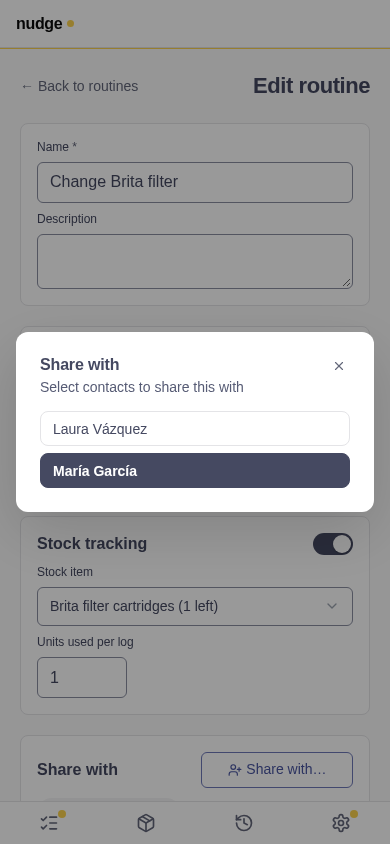 nudge
← Back to routines
Edit routine
Name *
Change Brita filter
Description
Share with
×
Select contacts to share this with
Laura Vázquez
María García
Stock tracking
Stock item
Brita filter cartridges (1 left)
Units used per log
1
Share with
Share with…